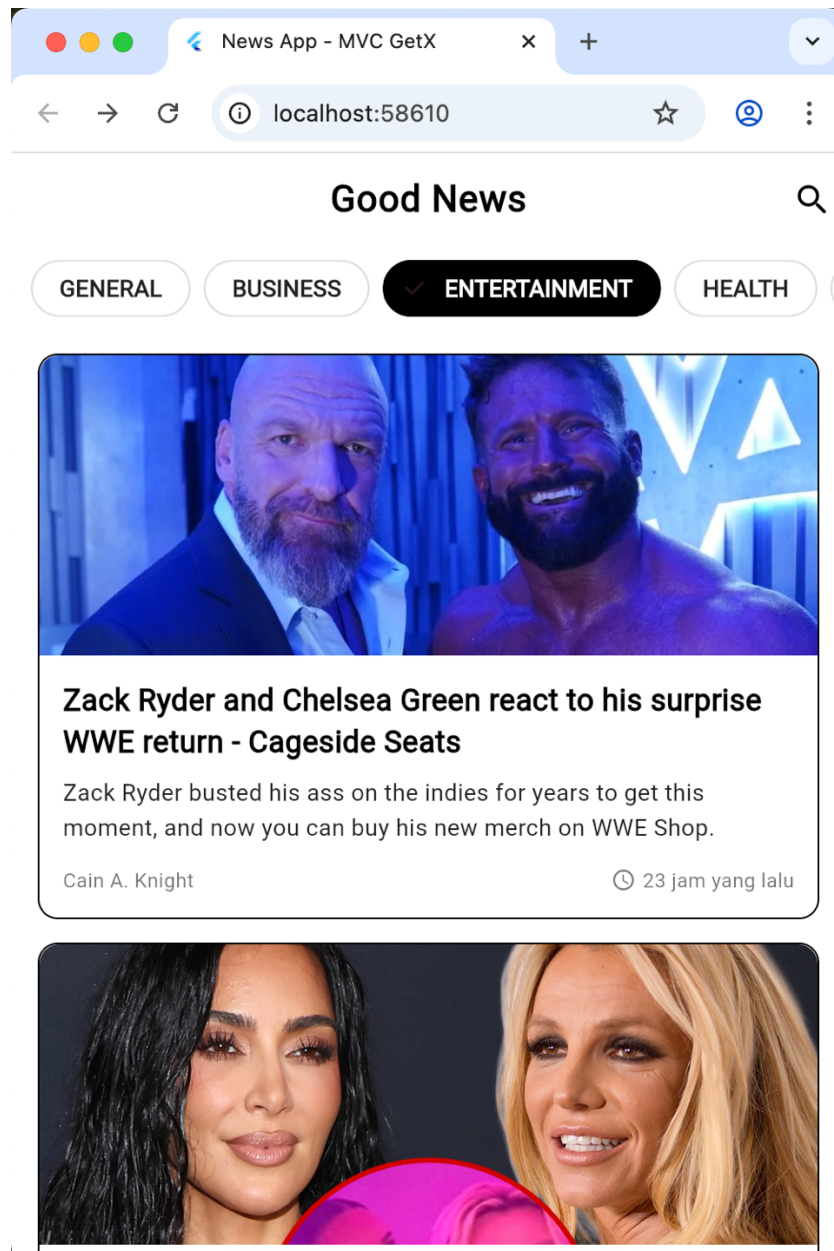 News App - MVC GetX
localhost:58610
Good News
GENERAL BUSINESS ENTERTAINMENT HEALTH
Zack Ryder and Chelsea Green react to his surprise
WWE return - Cageside Seats
Zack Ryder busted his ass on the indies for years to get this
moment, and now you can buy his new merch on WWE Shop.
Cain A. Knight 23 jam yang lalu